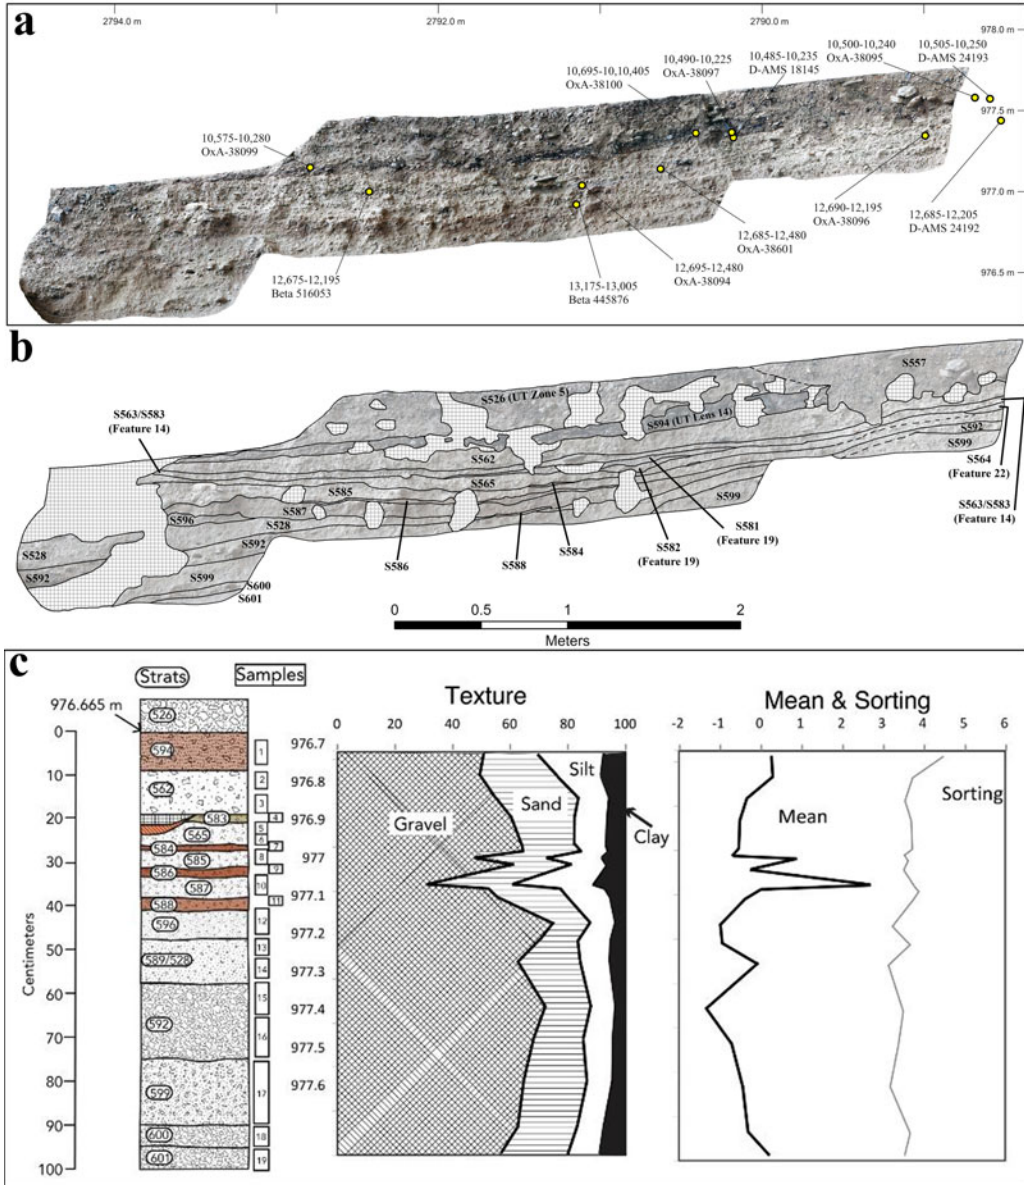 a
2794.0 m
2792.0 m
2790.0 m
978.0 m
977.5 m
977.0 m
976.5 m
10,575-10,280
OxA-38099
10,695-10,10,405
OxA-38100
10,490-10,225
OxA-38097
10,485-10,235
D-AMS 18145
10,500-10,240
OxA-38095
10,505-10,250
D-AMS 24193
12,675-12,195
Beta 516053
13,175-13,005
Beta 445876
12,695-12,480
OxA-38094
12,685-12,480
OxA-38601
12,690-12,195
OxA-38096
12,685-12,205
D-AMS 24192
b
S557
S526 (UT Zone 5)
S594 (UT Lens 14)
S563/S583
(Feature 14)
S562
S565
S585
S587
S596
S528
S592
S599
S528
S592
S599
S600
S601
S586
S588
S584
S582
(Feature 19)
S581
(Feature 19)
S592
S599
S564
(Feature 22)
S563/S583
(Feature 14)
0
0.5
1
2
Meters
c
Strats
Samples
976.665 m
Centimeters
0
10
20
30
40
50
60
70
80
90
100
526
594
562
583
565
584
585
586
587
588
596
589/528
592
599
600
601
1
2
3
4
5
6
7
8
9
10
11
12
13
14
15
16
17
18
19
976.7
976.8
976.9
977
977.1
977.2
977.3
977.4
977.5
977.6
Texture
0 20 40 60 80 100
Gravel
Sand
Silt
Clay
Mean & Sorting
-2 -1 0 1 2 3 4 5 6
Mean
Sorting